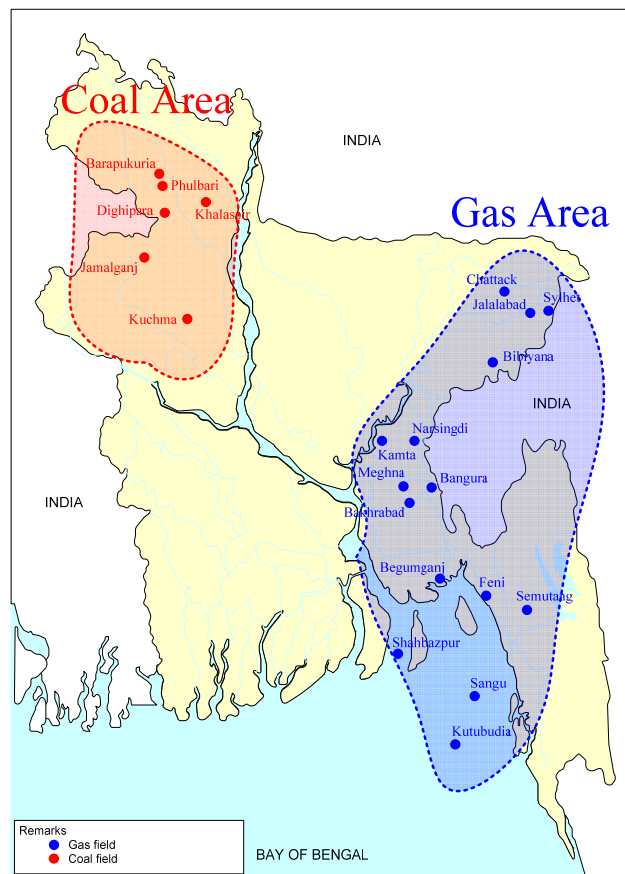 Coal Area
INDIA
Barapukuria
Phulbari
Dighipara
Khalaspir
Gas Area
Jamalganj
Chattack
Jalalabad
Sylhet
Kuchma
Bibiyana
INDIA
Narsingdi
Kamta
Meghna
Bangura
INDIA
Bakhrabad
Begumganj
Feni
Semutang
Shahbazpur
Sangu
Kutubudia
Remarks
Gas field
Coal field
BAY OF BENGAL